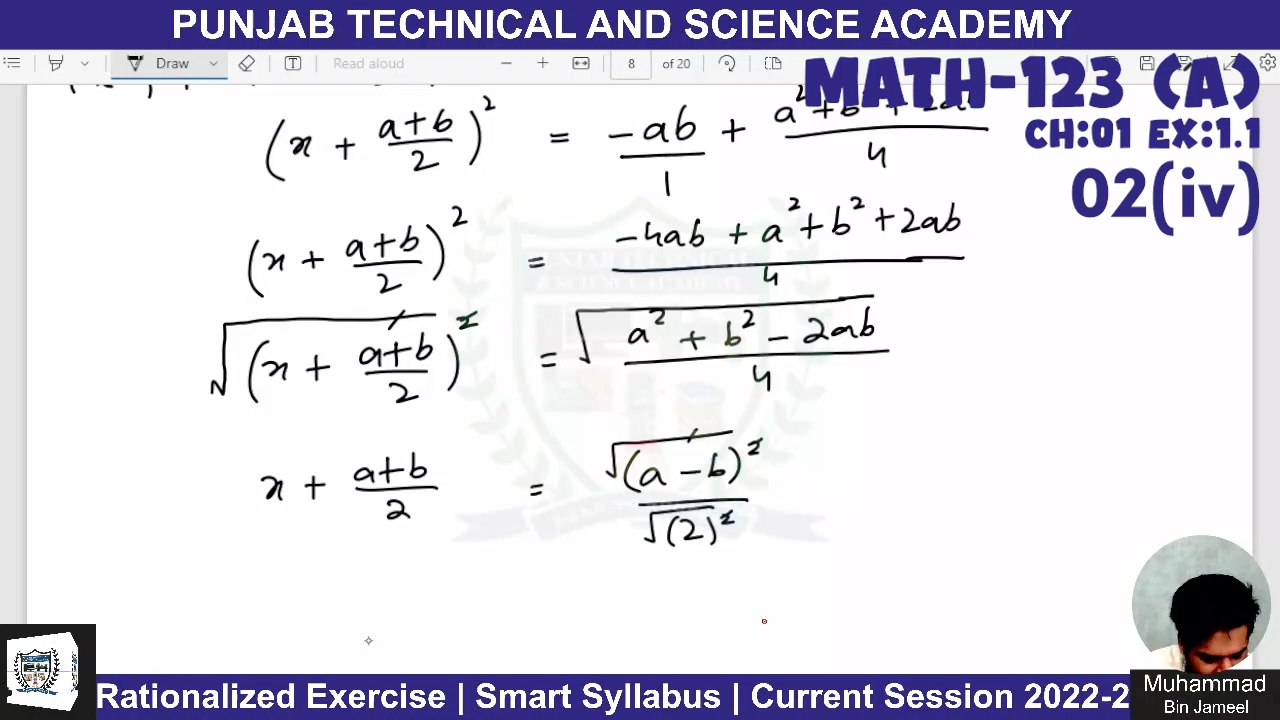 PUNJAB TECHNICAL AND SCIENCE ACADEMY
Draw Read aloud 8 of 20
MATH-123 (A)
CH:01 EX:1.1
02(iv)
(x + (a+b)/2)² = -ab/1 + (a² + b² + 2a)/4
(x + (a+b)/2)² = (-4ab + a² + b² + 2ab)/4
√(x + (a+b)/2)² = √(a² + b² - 2ab)/4
x + (a+b)/2 = √(a - b)²/√(2)²
Rationalized Exercise | Smart Syllabus | Current Session 2022-2
Muhammad
Bin Jameel